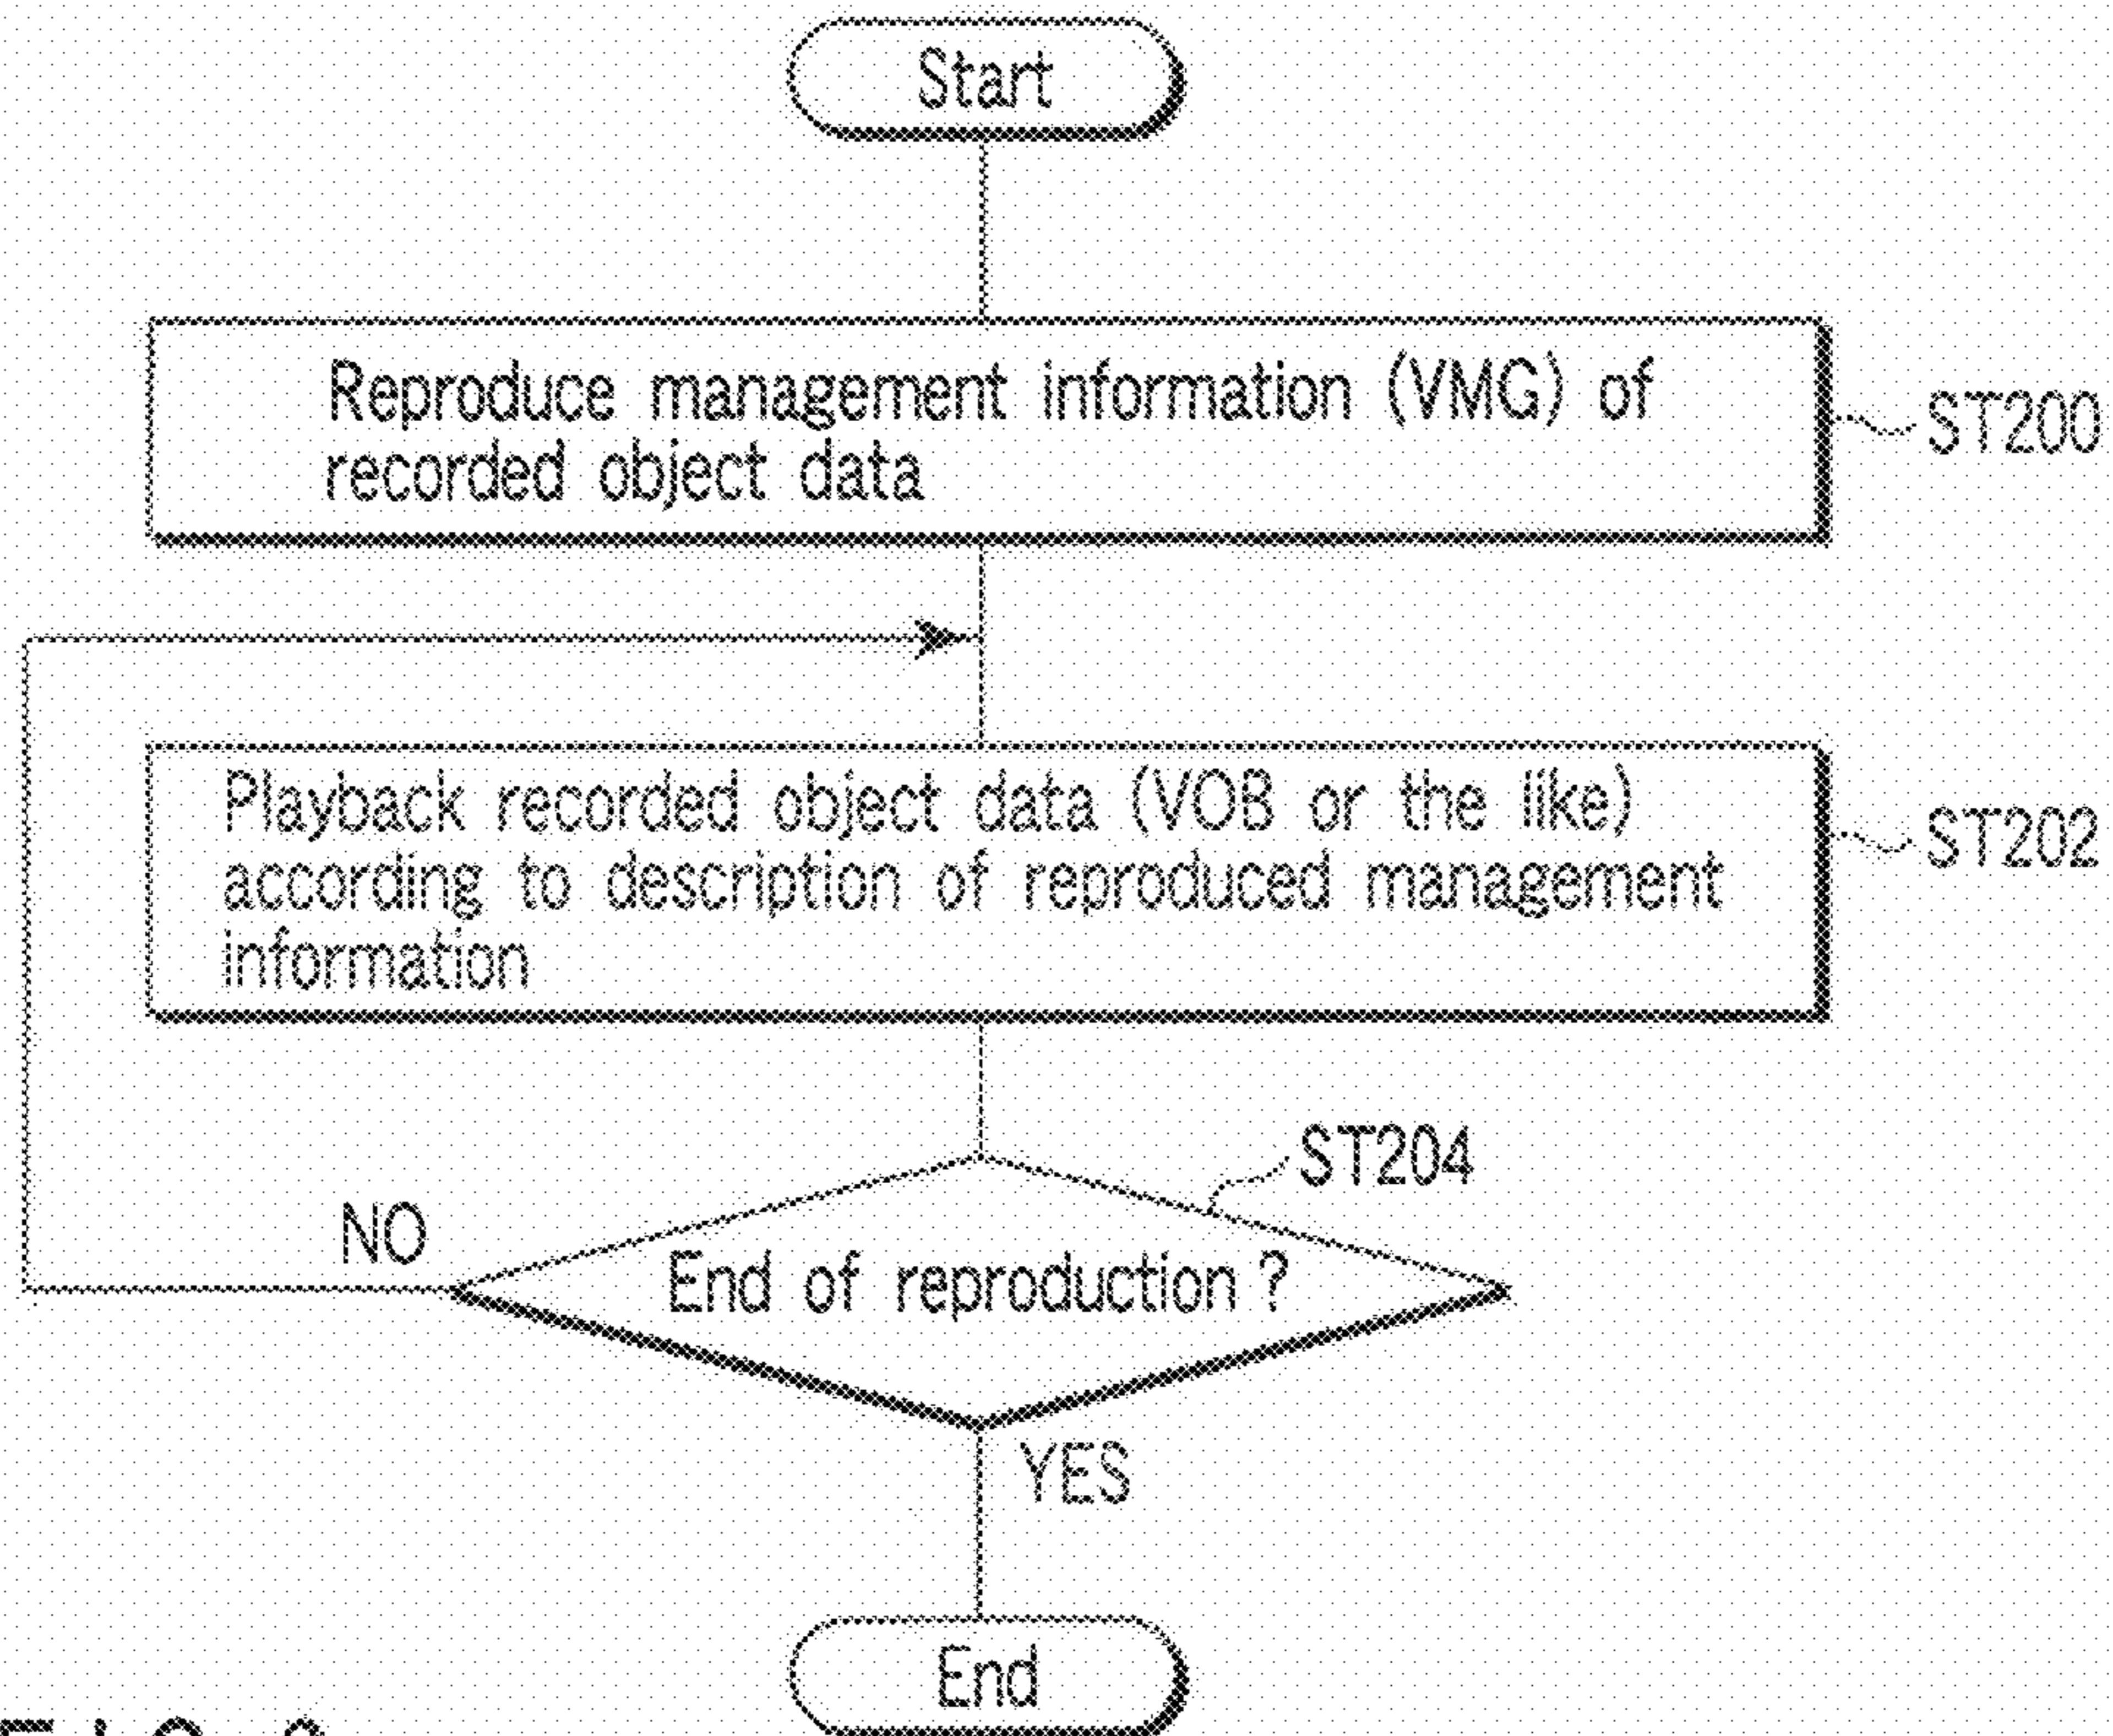 Start
Reproduce management information (VMG) of
recorded object data
ST200
Playback recorded object data (VOB or the like)
according to description of reproduced management
information
ST202
ST204
NO
End of reproduction ?
YES
End